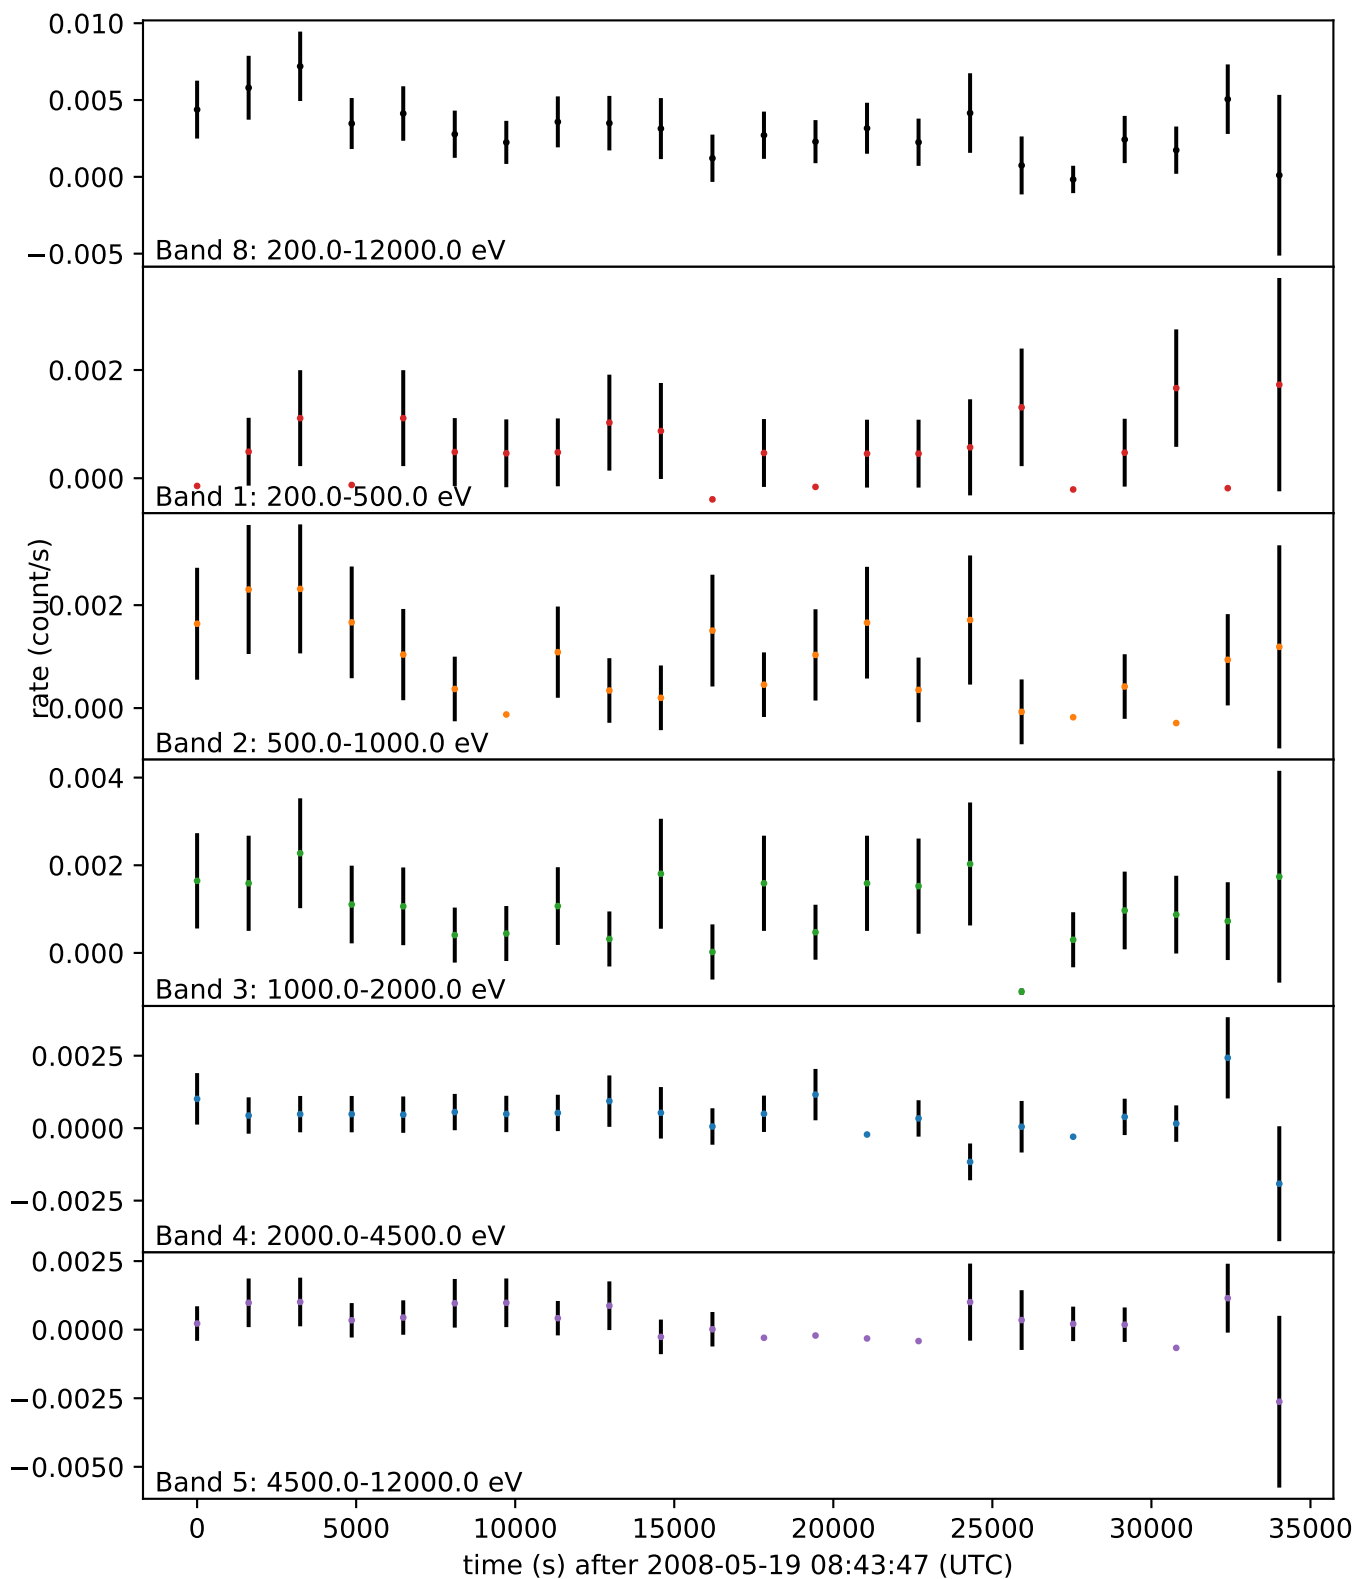 0.010
0.005
0.000
−0.005
Band 8: 200.0-12000.0 eV
0.002
0.000
Band 1: 200.0-500.0 eV
rate (count/s)
0.002
0.000
Band 2: 500.0-1000.0 eV
0.004
0.002
0.000
Band 3: 1000.0-2000.0 eV
0.0025
0.0000
−0.0025
Band 4: 2000.0-4500.0 eV
0.0025
0.0000
−0.0025
−0.0050
Band 5: 4500.0-12000.0 eV
0 5000 10000 15000 20000 25000 30000 35000
time (s) after 2008-05-19 08:43:47 (UTC)